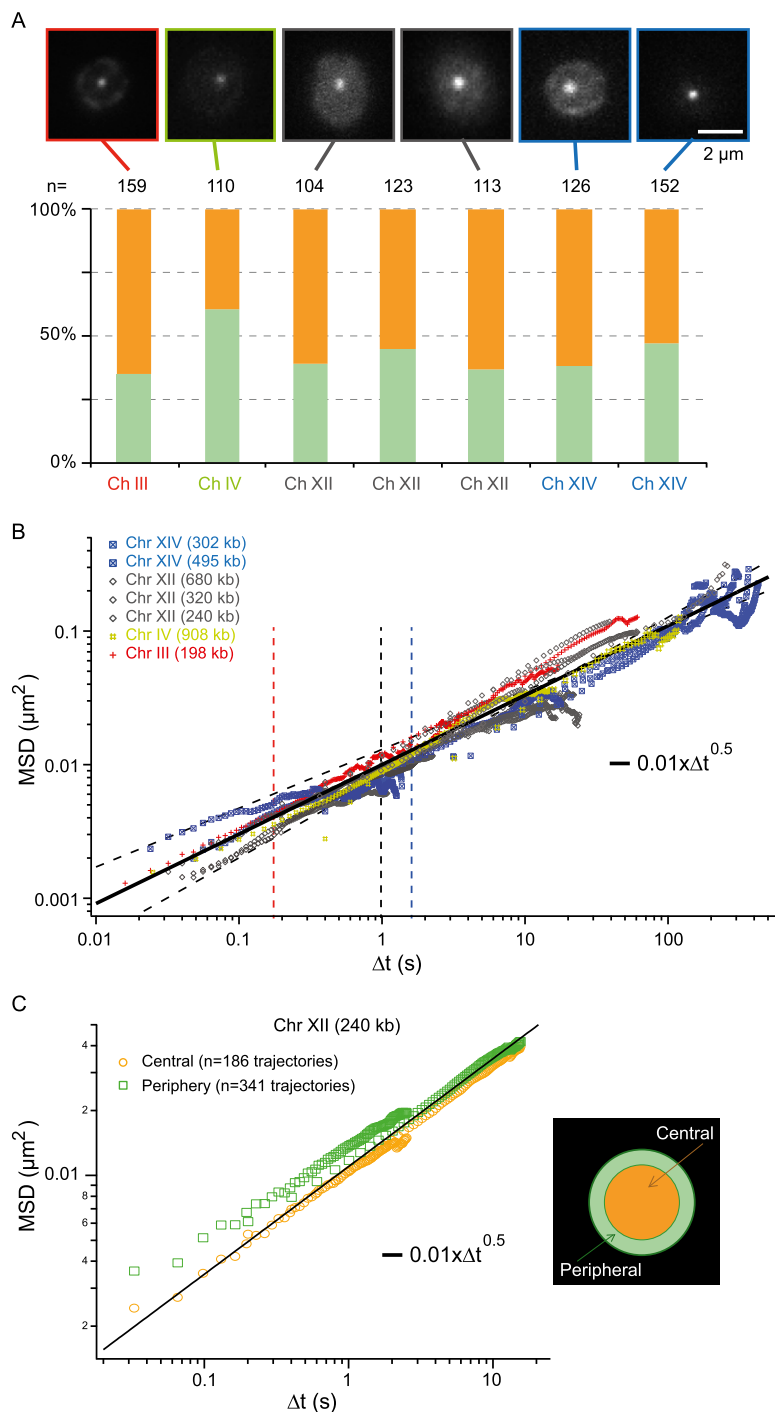 A
2 µm
n= 159 110 104 123 113 126 152
100%
50%
0%
Ch III Ch IV Ch XII Ch XII Ch XII Ch XIV Ch XIV
B
Chr XIV (302 kb)
Chr XIV (495 kb)
Chr XII (680 kb)
Chr XII (320 kb)
Chr XII (240 kb)
Chr IV (908 kb)
Chr III (198 kb)
MSD (µm²)
0.1
0.01
0.001
0.01x∆t^0.5
0.01 0.1 1 10 100
∆t (s)
C
Chr XII (240 kb)
Central (n=186 trajectories)
Periphery (n=341 trajectories)
MSD (µm²)
4
2
0.01
8
6
4
2
0.01x∆t^0.5
0.1 1 10
∆t (s)
Central
Peripheral